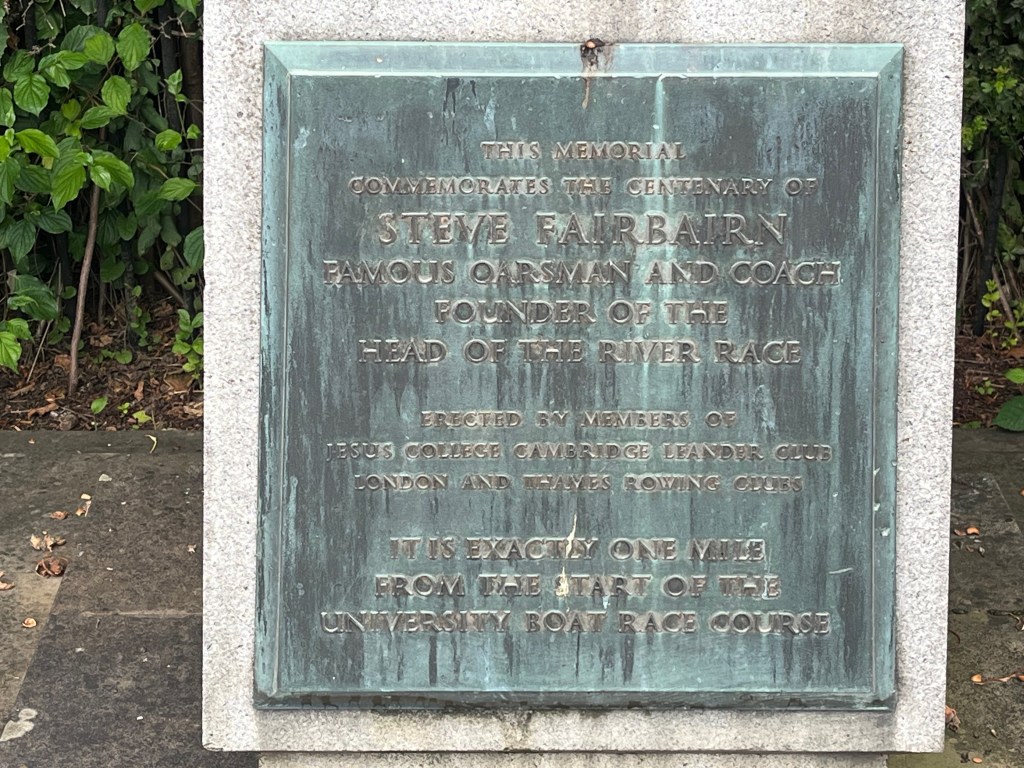 THIS MEMORIAL
COMMEMORATES THE CENTENARY OF
STEVE FAIRBAIRN
FAMOUS OARSMAN AND COACH
FOUNDER OF THE
HEAD OF THE RIVER RACE
ERECTED BY MEMBERS OF
JESUS COLLEGE CAMBRIDGE LEANDER CLUB
LONDON AND THAMES ROWING CLUBS
IT IS EXACTLY ONE MILE
FROM THE START OF THE
UNIVERSITY BOAT RACE COURSE